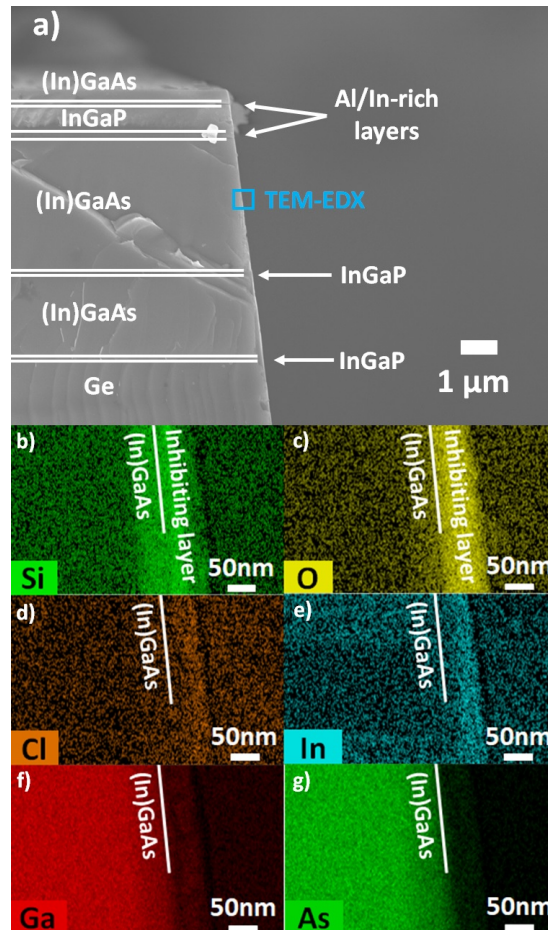 a)
(In)GaAs
InGaP
Al/In-rich
layers
(In)GaAs
TEM-EDX
InGaP
(In)GaAs
InGaP
Ge
1 μm
b)
(In)GaAs
Inhibiting layer
Si
50nm
c)
(In)GaAs
Inhibiting layer
O
50nm
d)
(In)GaAs
Cl
50nm
e)
(In)GaAs
In
50nm
f)
(In)GaAs
Ga
50nm
g)
(In)GaAs
As
50nm